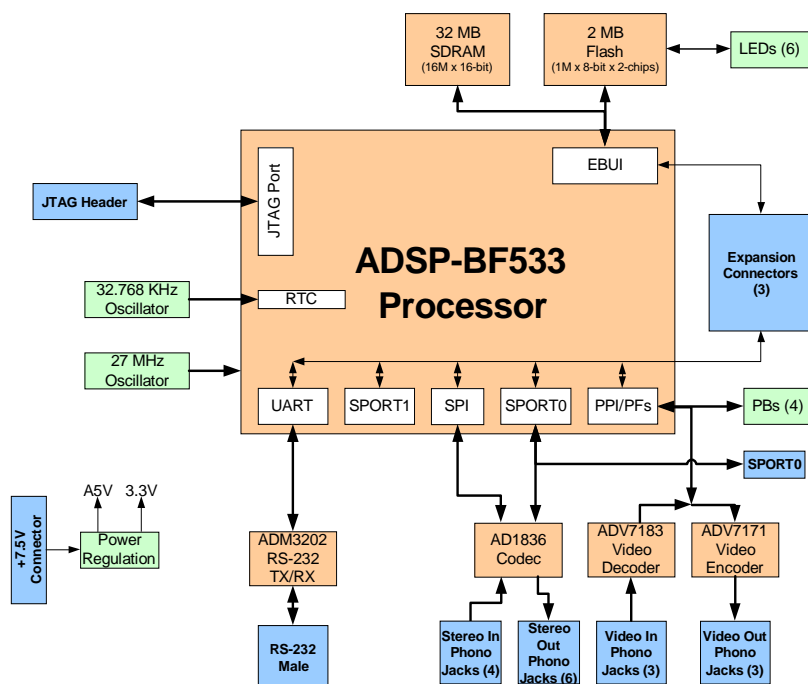 32 MB
SDRAM
(16M x 16-bit)
2 MB
Flash
(1M x 8-bit x 2-chips)
LEDs (6)
EBUI
JTAG Port
JTAG Header
ADSP-BF533
Processor
Expansion
Connectors
(3)
32.768 KHz
Oscillator
RTC
27 MHz
Oscillator
UART
SPORT1
SPI
SPORT0
PPI/PFs
PBs (4)
SPORT0
A5V
3.3V
+7.5V
Connector
Power
Regulation
ADM3202
RS-232
TX/RX
AD1836
Codec
ADV7183
Video
Decoder
ADV7171
Video
Encoder
RS-232
Male
Stereo In
Phono
Jacks (4)
Stereo
Out
Phono
Jacks (6)
Video In
Phono
Jacks (3)
Video Out
Phono
Jacks (3)